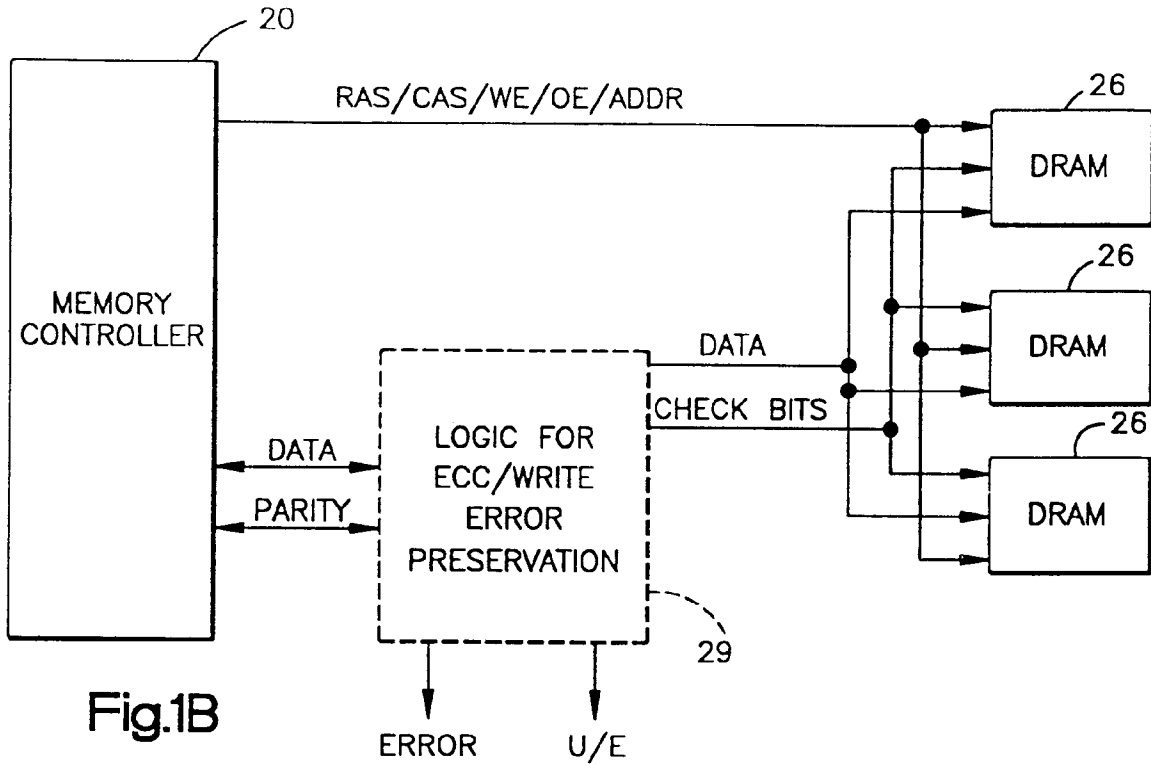 20
RAS/CAS/WE/OE/ADDR
26
DRAM
MEMORY
CONTROLLER
26
DRAM
DATA
CHECK BITS
LOGIC FOR
ECC/WRITE
ERROR
PRESERVATION
DATA
PARITY
26
DRAM
29
Fig.1B
ERROR
U/E